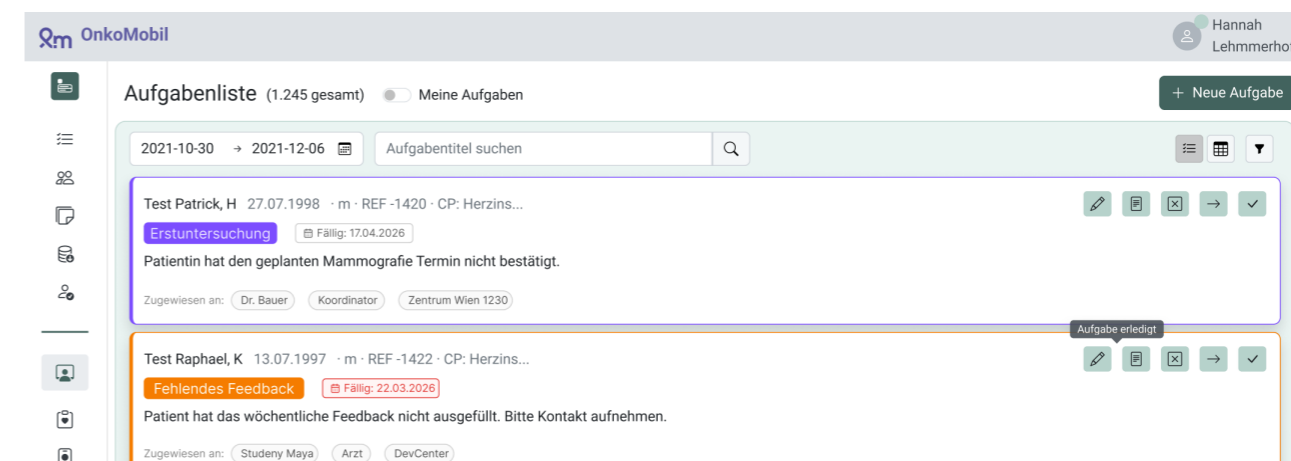 OnkoMobil
Hannah
Lehmmerhof
Aufgabenliste (1.245 gesamt) Meine Aufgaben
+ Neue Aufgabe
2021-10-30 → 2021-12-06 Aufgabentitel suchen
Test Patrick, H 27.07.1998 · m · REF -1420 · CP: Herzins...
Erstuntersuchung Fällig: 17.04.2026
Patientin hat den geplanten Mammografie Termin nicht bestätigt.
Zugewiesen an: Dr. Bauer Koordinator Zentrum Wien 1230
Aufgabe erledigt
Test Raphael, K 13.07.1997 · m · REF -1422 · CP: Herzins...
Fehlendes Feedback Fällig: 22.03.2026
Patient hat das wöchentliche Feedback nicht ausgefüllt. Bitte Kontakt aufnehmen.
Zugewiesen an: Studeny Maya Arzt DevCenter